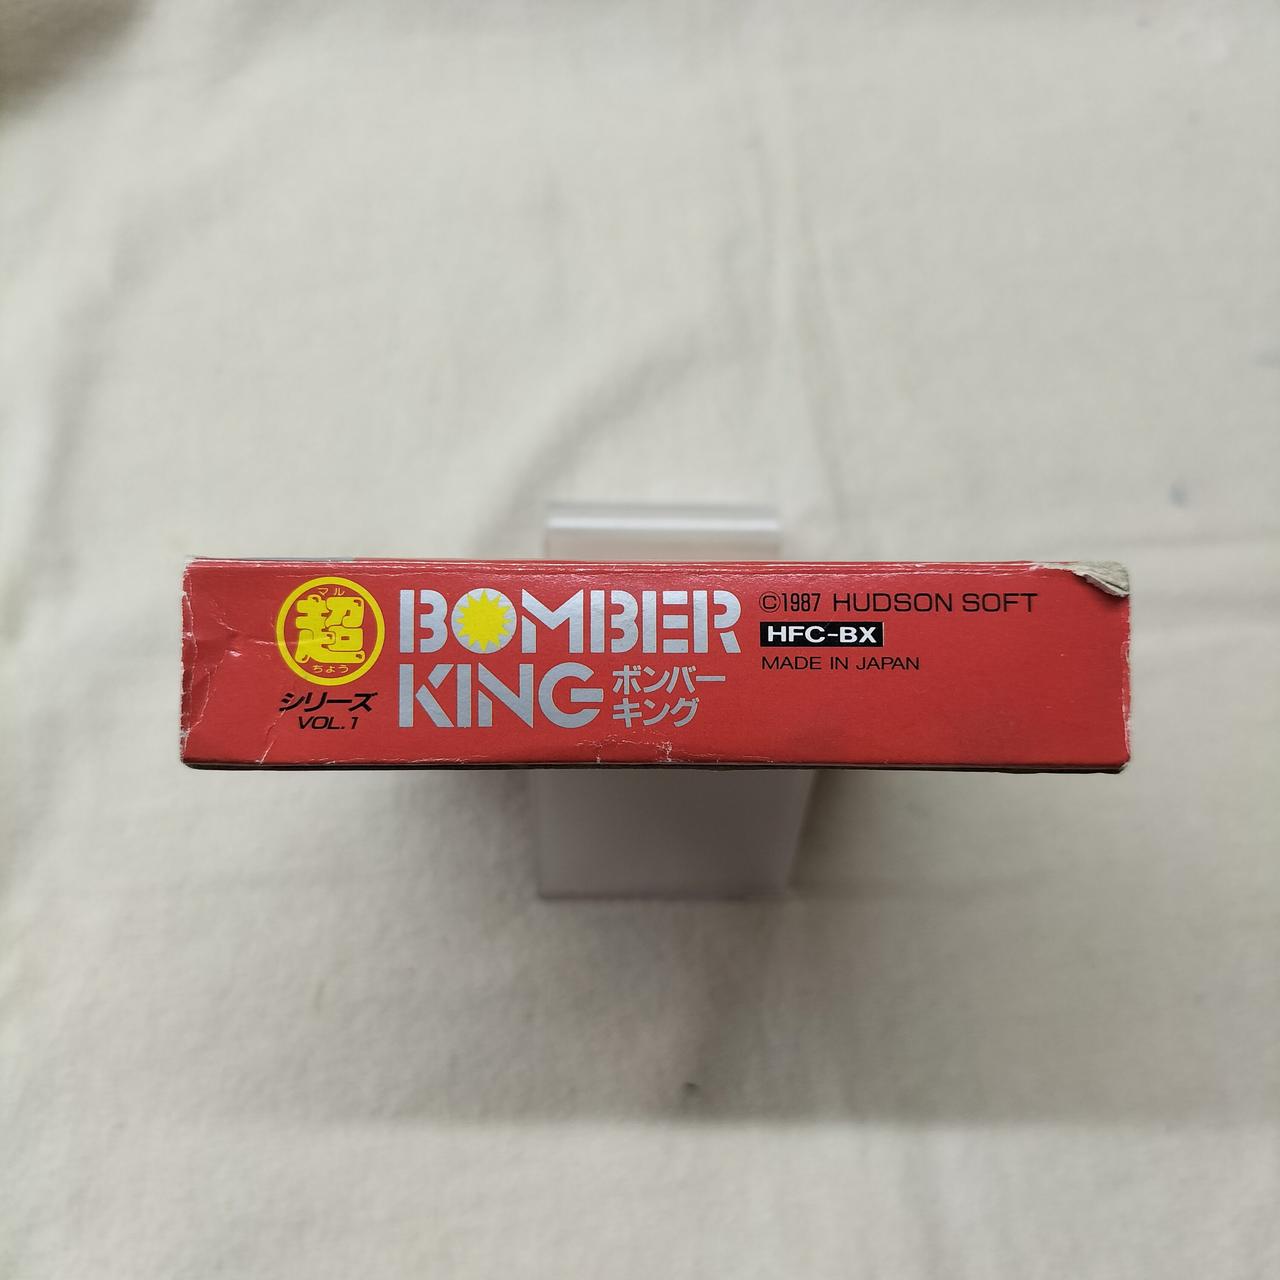 マル
超
ちょう
シリーズ
VOL.1
BOMBER
KING
ボンバー
キング
©1987 HUDSON SOFT
HFC-BX
MADE IN JAPAN